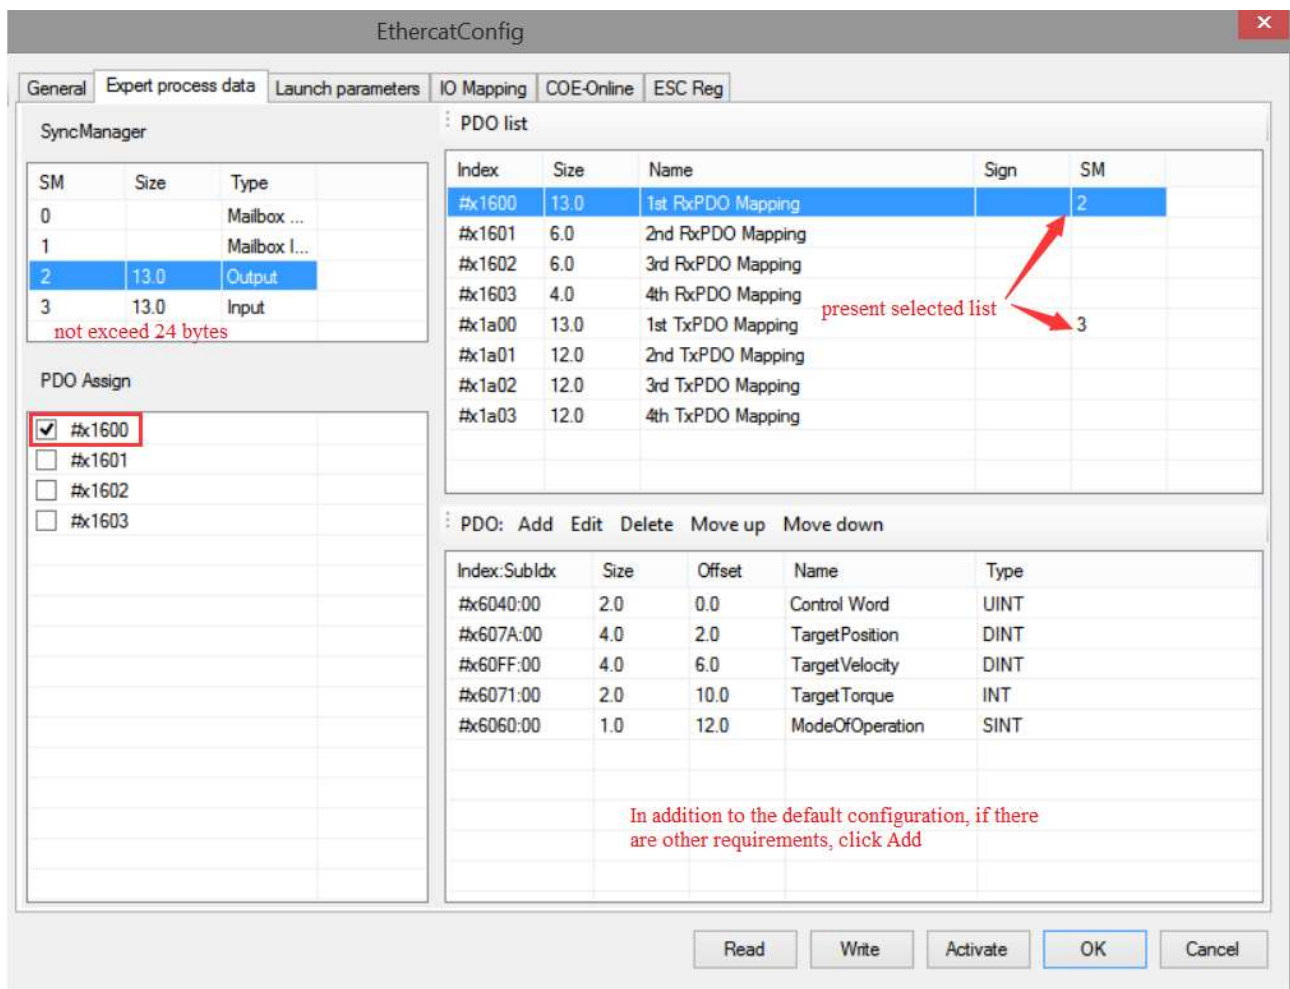 EthercatConfig
×
General Expert process data Launch parameters IO Mapping COE-Online ESC Reg
SyncManager
SM Size Type
0 Mailbox ...
1 Mailbox I...
2 13.0 Output
3 13.0 Input
not exceed 24 bytes
PDO Assign
#x1600
#x1601
#x1602
#x1603
PDO list
Index Size Name Sign SM
#x1600 13.0 1st RxPDO Mapping 2
#x1601 6.0 2nd RxPDO Mapping
#x1602 6.0 3rd RxPDO Mapping
#x1603 4.0 4th RxPDO Mapping
present selected list
#x1a00 13.0 1st TxPDO Mapping 3
#x1a01 12.0 2nd TxPDO Mapping
#x1a02 12.0 3rd TxPDO Mapping
#x1a03 12.0 4th TxPDO Mapping
PDO: Add Edit Delete Move up Move down
Index:SubIdx Size Offset Name Type
#x6040:00 2.0 0.0 Control Word UINT
#x607A:00 4.0 2.0 TargetPosition DINT
#x60FF:00 4.0 6.0 TargetVelocity DINT
#x6071:00 2.0 10.0 TargetTorque INT
#x6060:00 1.0 12.0 ModeOfOperation SINT
In addition to the default configuration, if there
are other requirements, click Add
Read Write Activate OK Cancel